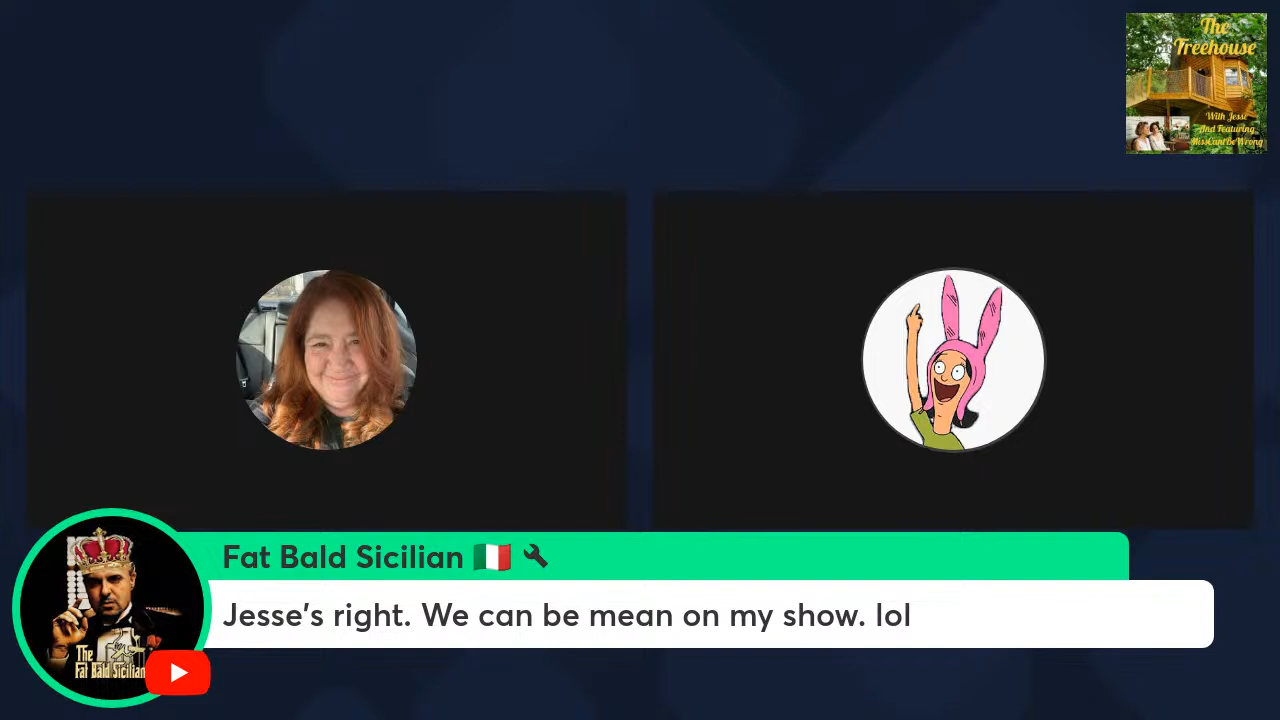 The
Treehouse
With Jesse
And Featuring
MissCantBeWrong
Fat Bald Sicilian 🇮🇹 🔧
Jesse's right. We can be mean on my show. lol
The
Fat Bald Sicilian